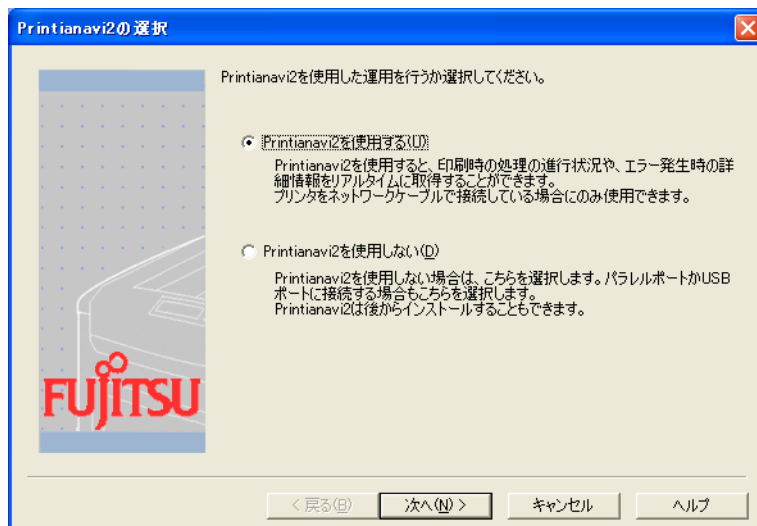 Printianavi2の選択
Printianavi2を使用した運用を行うか選択してください。
Printianavi2を使用する(U)
Printianavi2を使用すると、印刷時の処理の進行状況や、エラー発生時の詳
細情報をリアルタイムに取得することができます。
プリンタをネットワークケーブルで接続している場合にのみ使用できます。
Printianavi2を使用しない(D)
Printianavi2を使用しない場合は、こちらを選択します。パラレルポートかUSB
ポートに接続する場合もこちらを選択します。
Printianavi2は後からインストールすることもできます。
FUJITSU
< 戻る(B) 次へ(N) > キャンセル ヘルプ